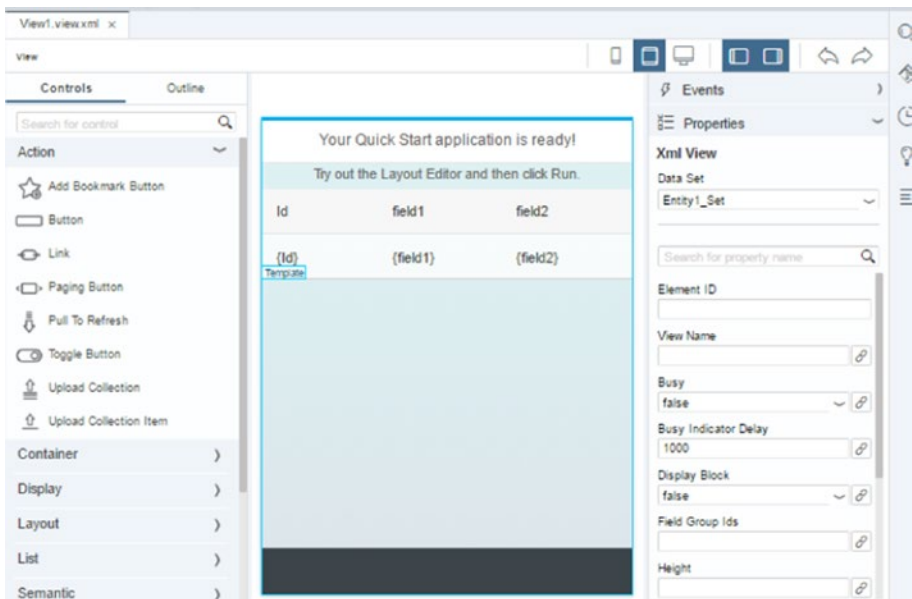 View1.view.xml ×
View
Controls Outline
Search for control
Action
Add Bookmark Button
Button
Link
Paging Button
Pull To Refresh
Toggle Button
Upload Collection
Upload Collection Item
Container
Display
Layout
List
Semantic
Your Quick Start application is ready!
Try out the Layout Editor and then click Run.
Id field1 field2
{Id} {field1} {field2}
Template
Events
Properties
Xml View
Data Set
Entity1_Set
Search for property name
Element ID
View Name
Busy
false
Busy Indicator Delay
1000
Display Block
false
Field Group Ids
Height